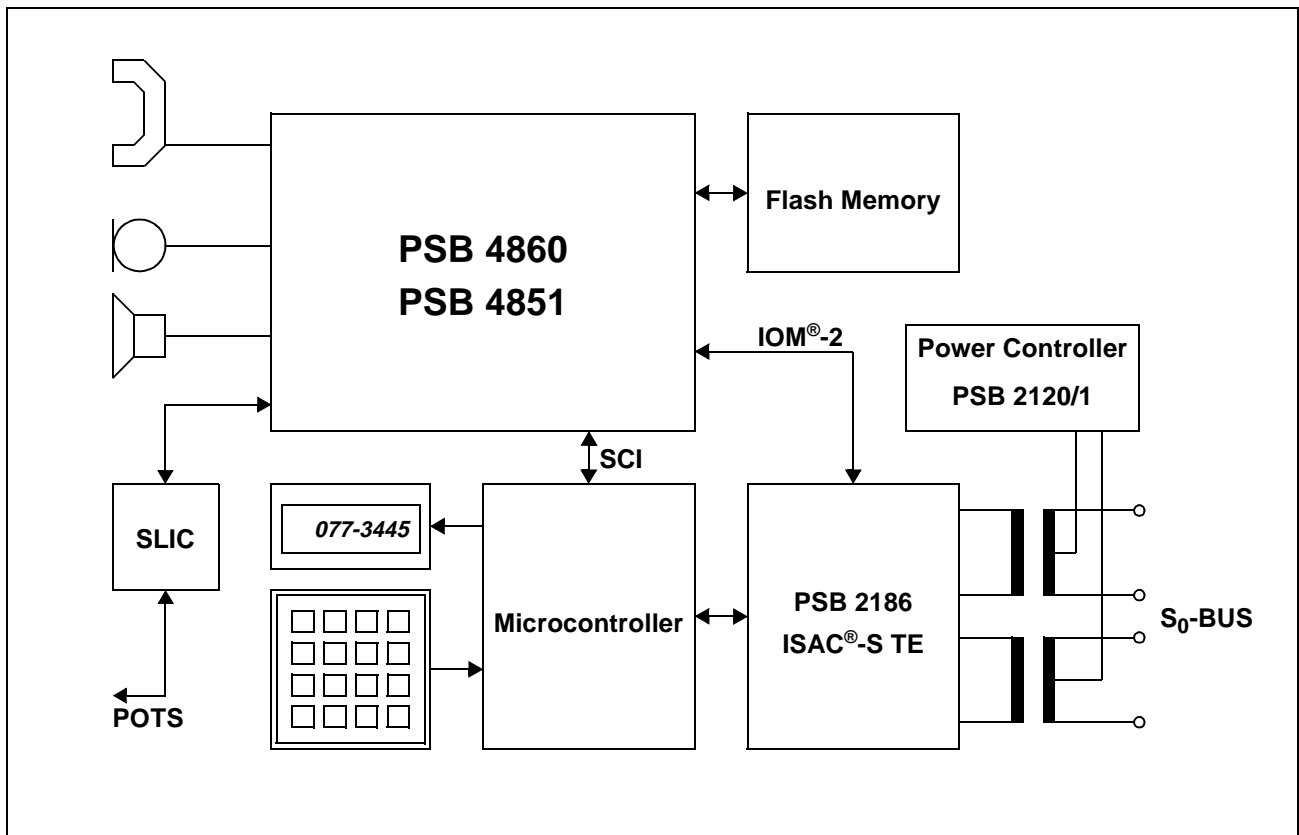 PSB 4860
PSB 4851
Flash Memory
IOM®-2
Power Controller
PSB 2120/1
SCI
SLIC
077-3445
Microcontroller
PSB 2186
ISAC®-S TE
S₀-BUS
POTS